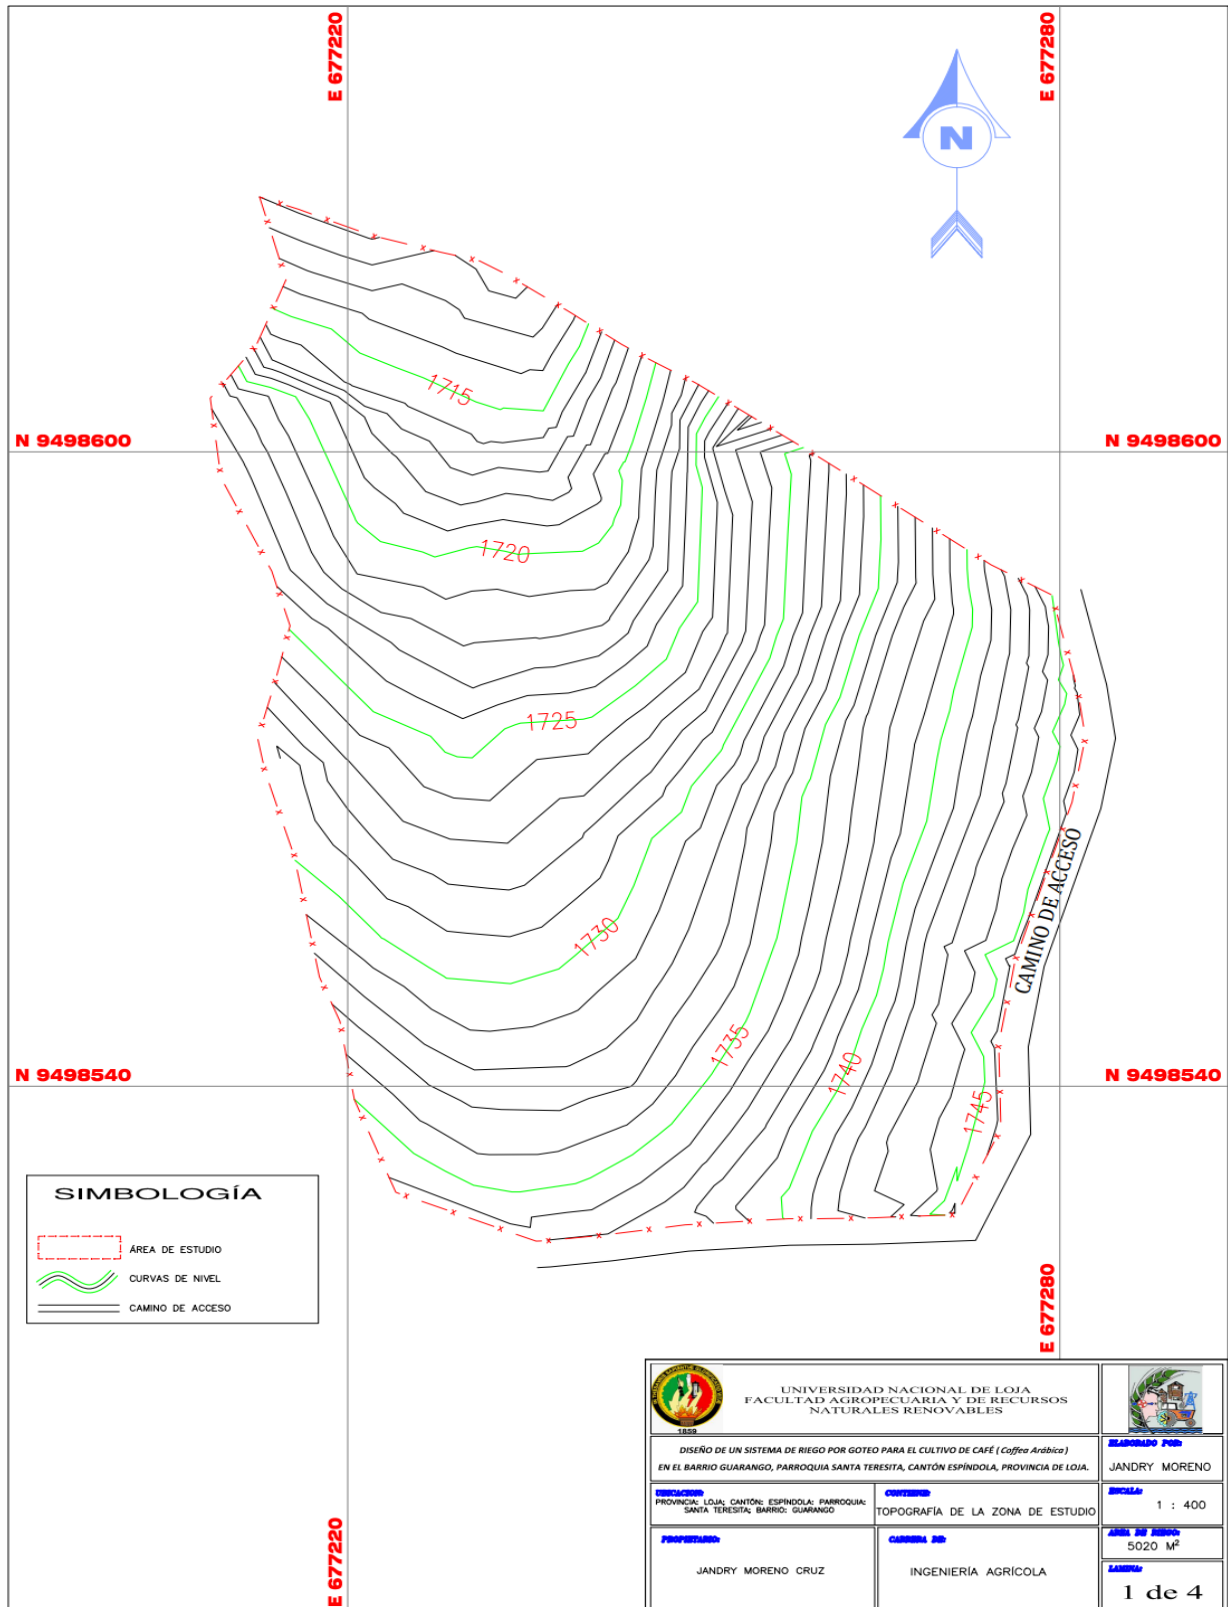 E 677220
E 677280
N
1715
N 9498600
N 9498600
1720
1725
1730
CAMINO DE ACCESO
1735
1740
N 9498540
N 9498540
1745
SIMBOLOGÍA
ÁREA DE ESTUDIO
CURVAS DE NIVEL
CAMINO DE ACCESO
E 677280
E 677220
1859
UNIVERSIDAD NACIONAL DE LOJA
FACULTAD AGROPECUARIA Y DE RECURSOS
NATURALES RENOVABLES
DISEÑO DE UN SISTEMA DE RIEGO POR GOTEO PARA EL CULTIVO DE CAFÉ (Coffea Arábica)
EN EL BARRIO GUARANGO, PARROQUIA SANTA TERESITA, CANTÓN ESPÍNDOLA, PROVINCIA DE LOJA.
ELABORADO POR:
JANDRY MORENO
UBICACION:
PROVINCIA: LOJA; CANTÓN: ESPÍNDOLA; PARROQUIA:
SANTA TERESITA; BARRIO: GUARANGO
CONTIENE:
TOPOGRAFÍA DE LA ZONA DE ESTUDIO
ESCALA:
1 : 400
PROPIETARIO:
JANDRY MORENO CRUZ
CARRERA DE:
INGENIERÍA AGRÍCOLA
AREA DE RIEGO:
5020 M²
LAMINA:
1 de 4